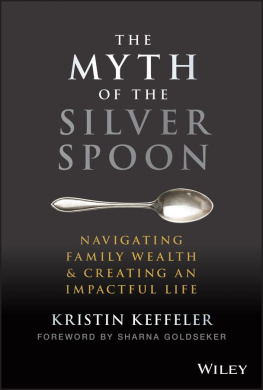 THE
MYTH
OF THE
SILVER
SPOON
NAVIGATING
FAMILY WEALTH
& CREATING AN
IMPACTFUL LIFE
KRISTIN KEFFELER
FOREWORD BY SHARNA GOLDSEKER
WILEY